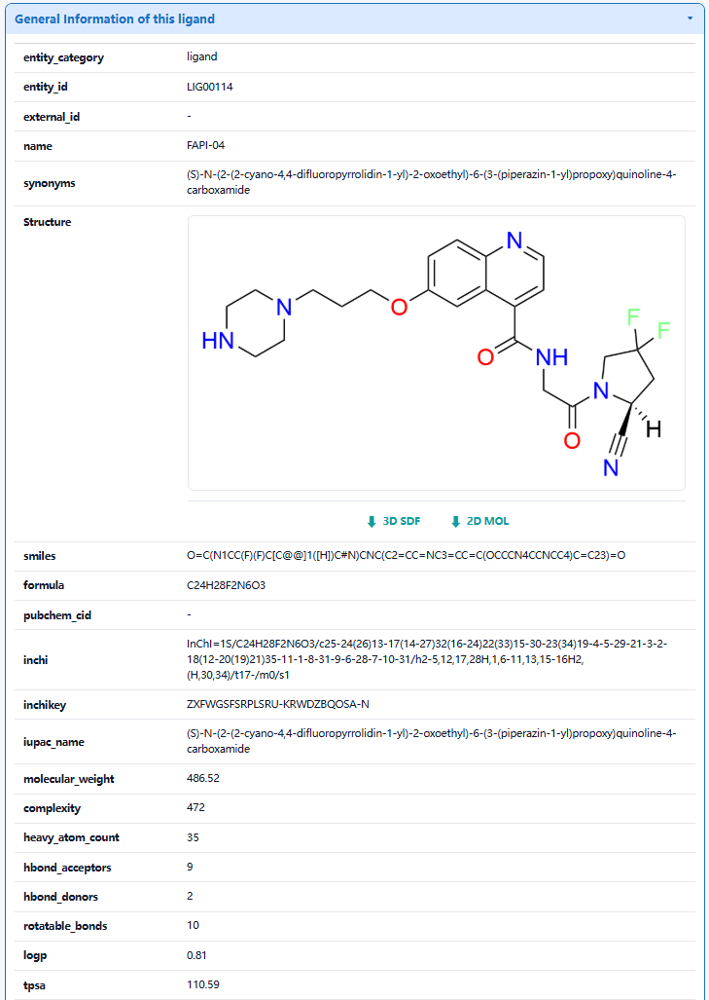 General Information of this ligand
entity_category ligand
entity_id LIG00114
external_id -
name FAPI-04
synonyms (S)-N-(2-(2-cyano-4,4-difluoropyrrolidin-1-yl)-2-oxoethyl)-6-(3-(piperazin-1-yl)propoxy)quinoline-4-
carboxamide
Structure
N
N
O
HN
F
F
O
NH
N
H
O
N
3D SDF 2D MOL
smiles O=C(N1CC(F)(F)C[C@@]1([H])C#N)CNC(C2=CC=NC3=CC=C(OCCCN4CCNCC4)C=C23)=O
formula C24H28F2N6O3
pubchem_cid -
inchi InChI=1S/C24H28F2N6O3/c25-24(26)13-17(14-27)32(16-24)22(33)15-30-23(34)19-4-5-29-21-3-2-
18(12-20(19)21)35-11-1-8-31-9-6-28-7-10-31/h2-5,12,17,28H,1,6-11,13,15-16H2,
(H,30,34)/t17-/m0/s1
inchikey ZXFWGSFSRPLSRU-KRWDZBQOSA-N
iupac_name (S)-N-(2-(2-cyano-4,4-difluoropyrrolidin-1-yl)-2-oxoethyl)-6-(3-(piperazin-1-yl)propoxy)quinoline-4-
carboxamide
molecular_weight 486.52
complexity 472
heavy_atom_count 35
hbond_acceptors 9
hbond_donors 2
rotatable_bonds 10
logp 0.81
tpsa 110.59